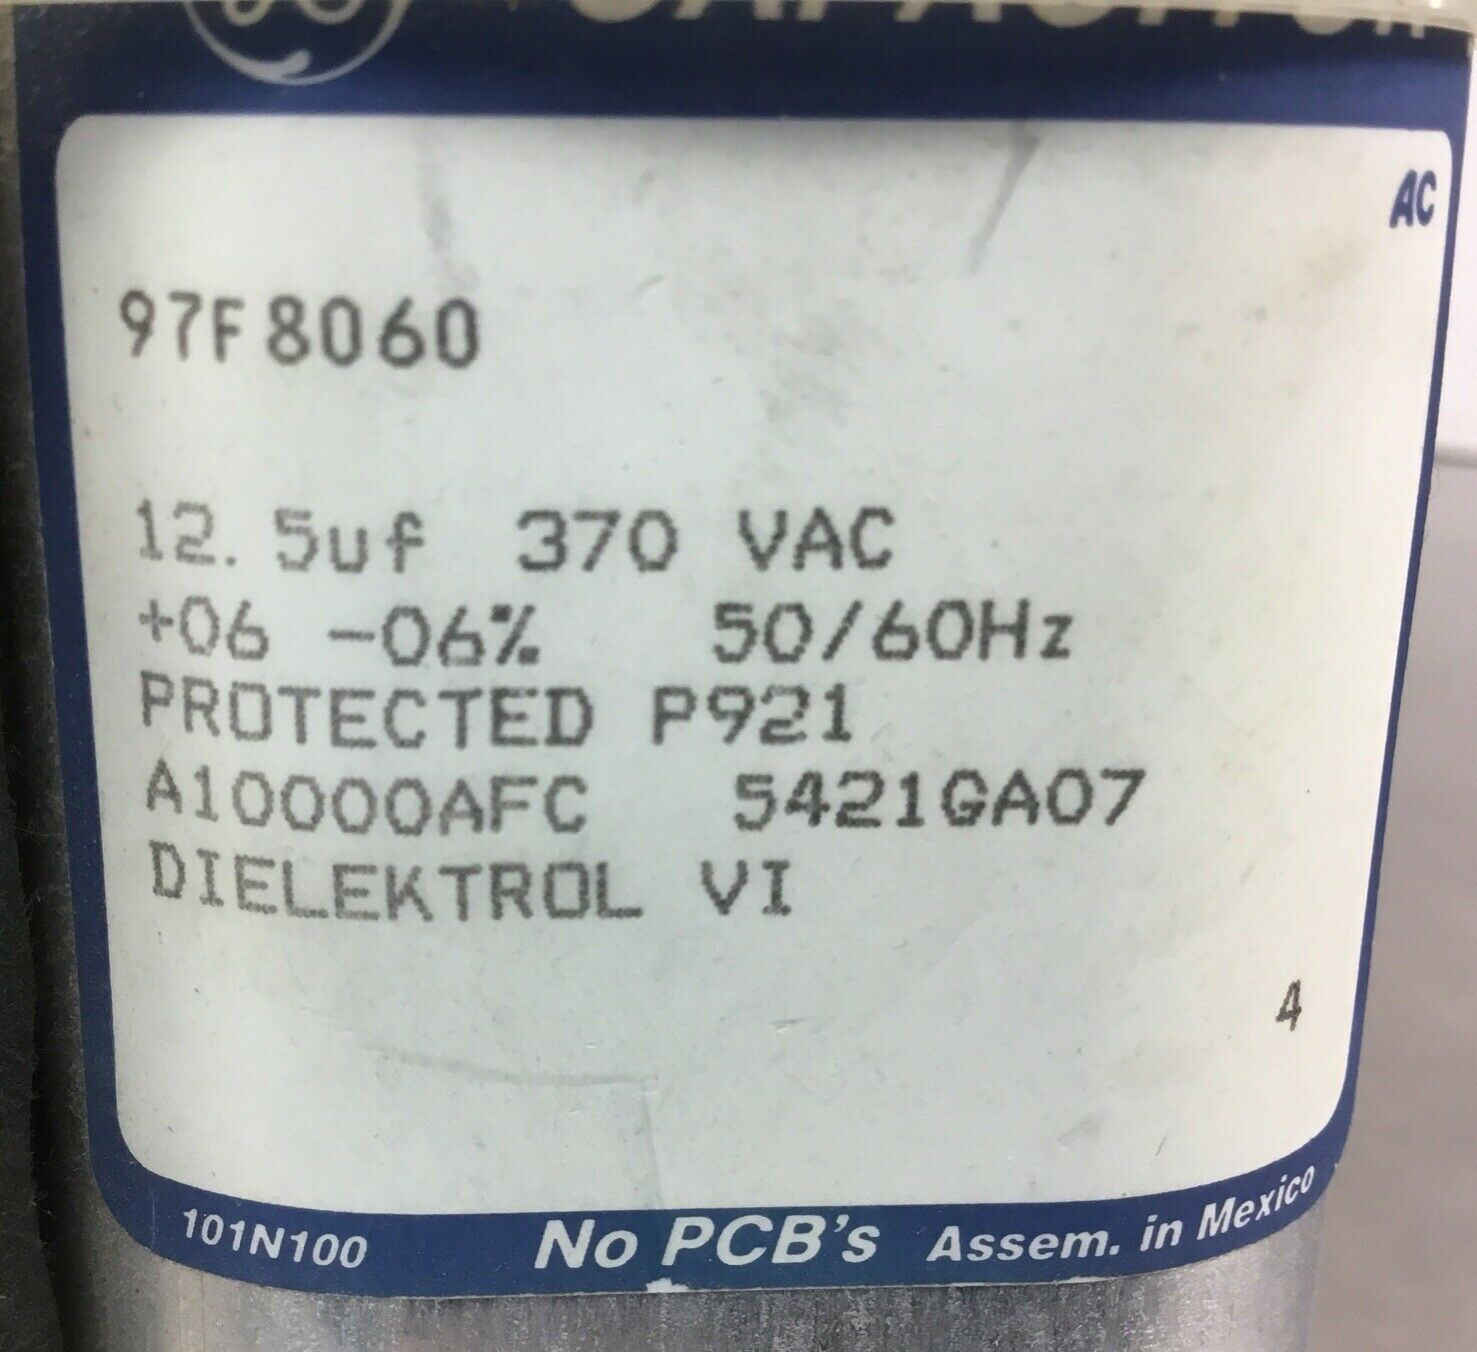 CAPACITOR
AC
97F8060
12.5uf 370 VAC
+06 -06% 50/60Hz
PROTECTED P921
A10000AFC 5421GA07
DIELEKTROL VI
4
101N100 No PCB's Assem. in Mexico